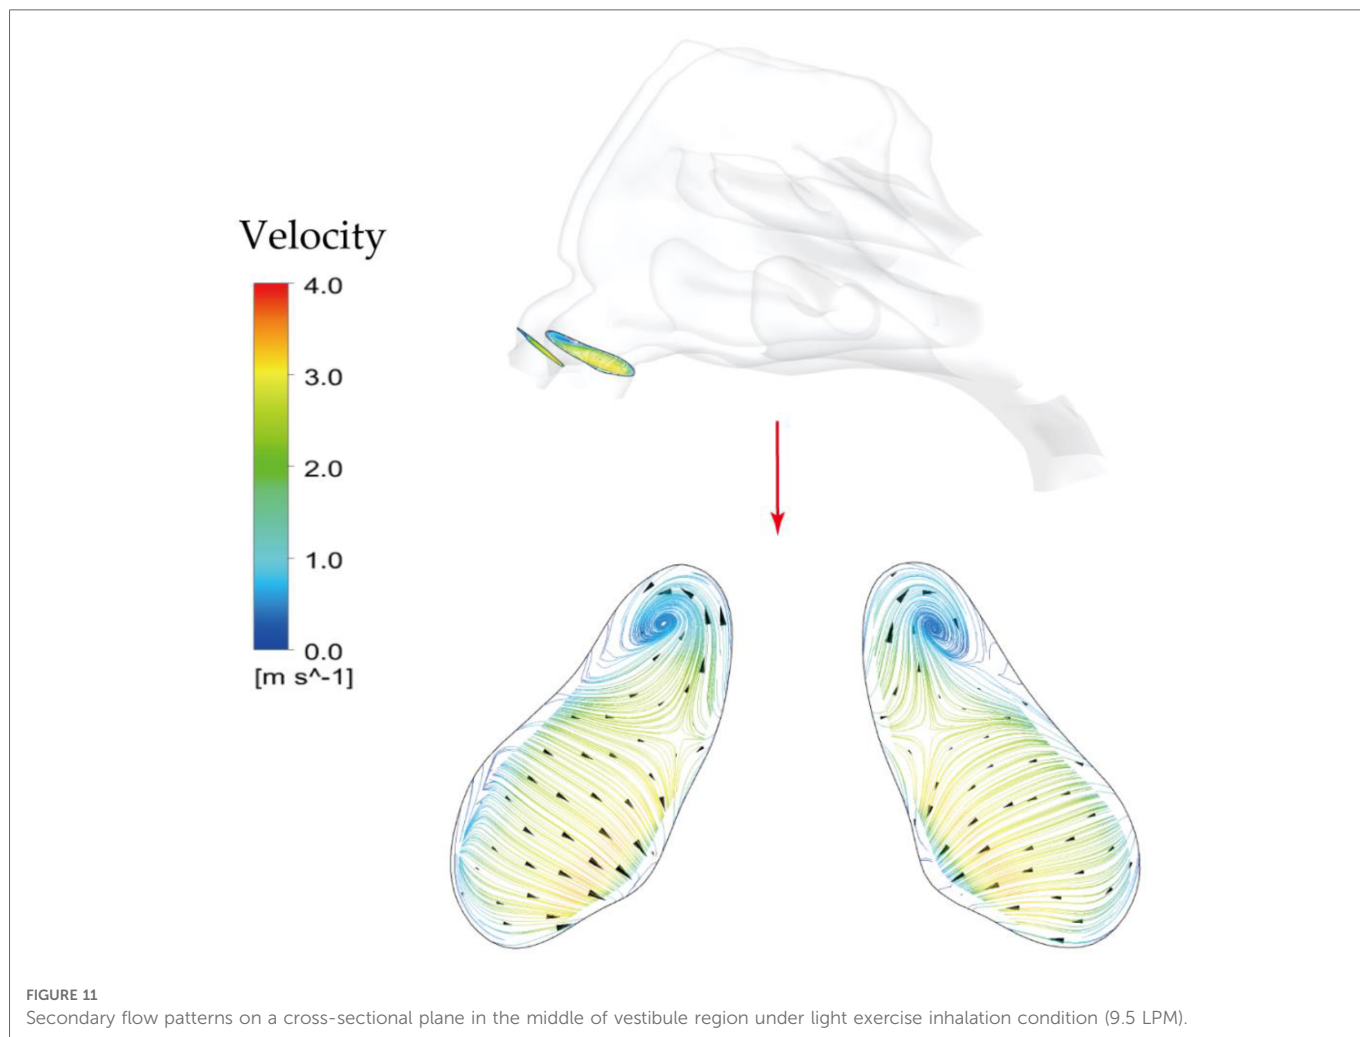 Velocity
4.0
3.0
2.0
1.0
0.0
[m s^-1]
FIGURE 11
Secondary flow patterns on a cross-sectional plane in the middle of vestibule region under light exercise inhalation condition (9.5 LPM).